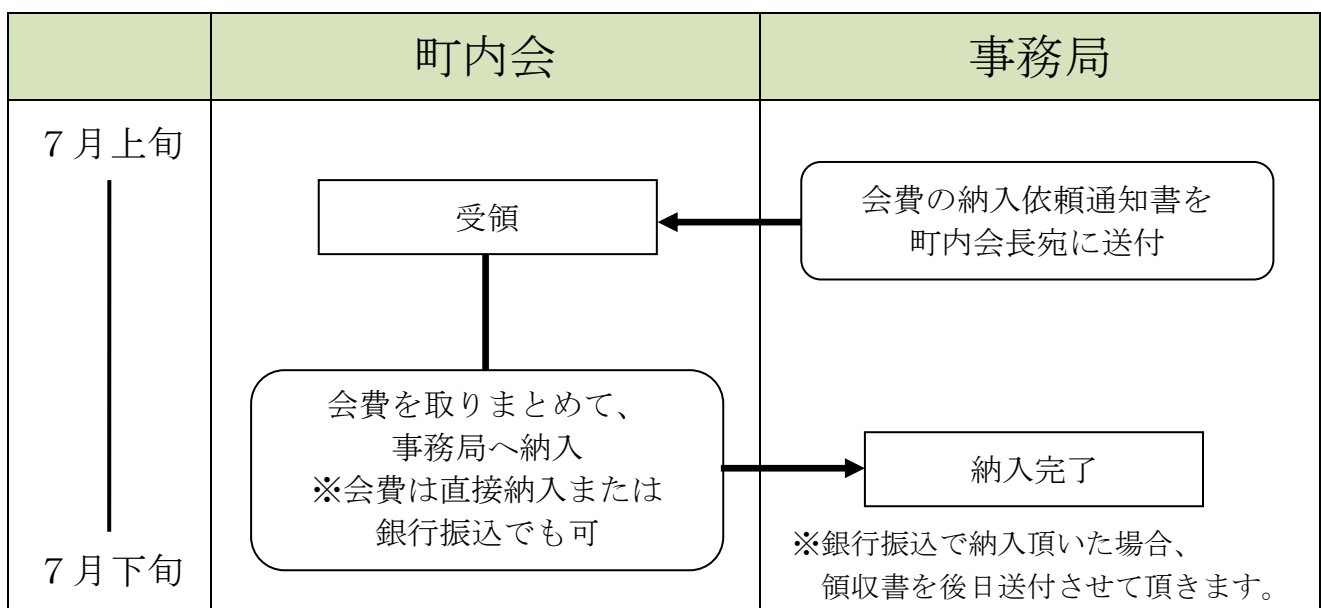 町内会
事務局
７月上旬
会費の納入依頼通知書を
町内会長宛に送付
受領
会費を取りまとめて、
事務局へ納入
※会費は直接納入または
銀行振込でも可
納入完了
※銀行振込で納入頂いた場合、
領収書を後日送付させて頂きます。
７月下旬